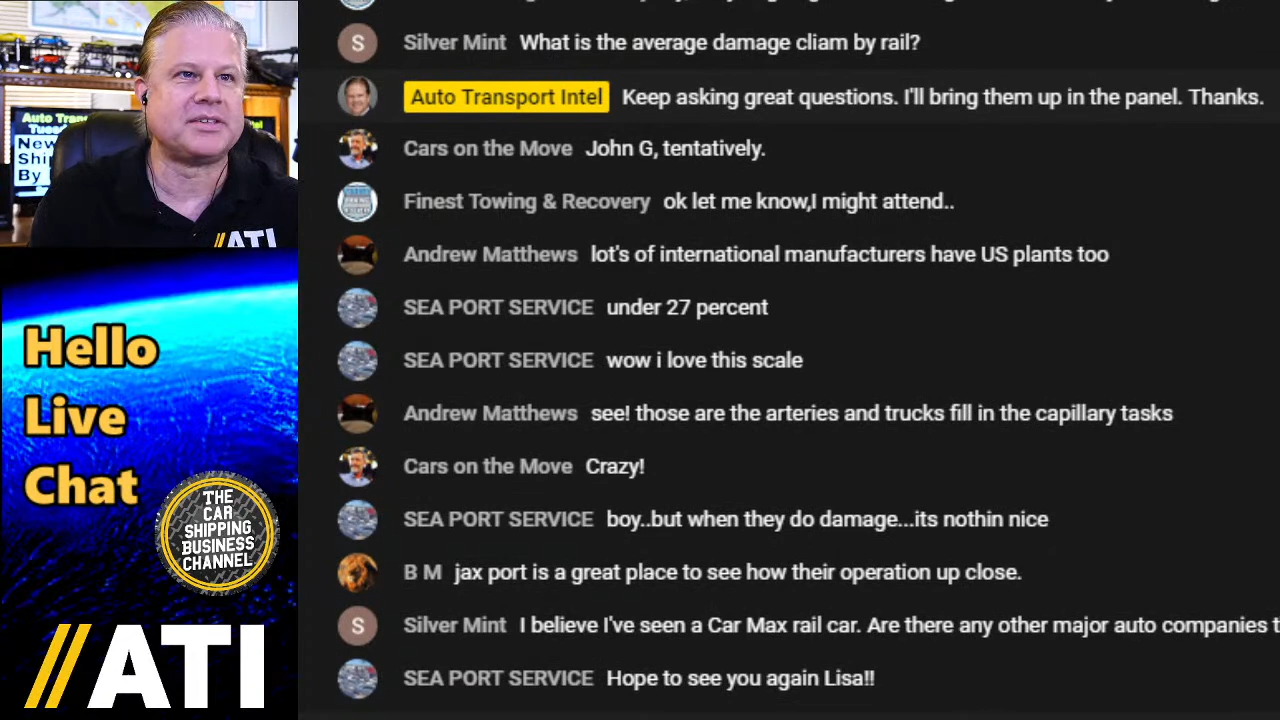 Silver Mint What is the average damage cliam by rail?
Auto Transport Intel Keep asking great questions. I'll bring them up in the panel. Thanks.
Cars on the Move John G, tentatively.
Finest Towing & Recovery ok let me know,I might attend..
Andrew Matthews lot's of international manufacturers have US plants too
SEA PORT SERVICE under 27 percent
SEA PORT SERVICE wow i love this scale
Andrew Matthews see! those are the arteries and trucks fill in the capillary tasks
Cars on the Move Crazy!
SEA PORT SERVICE boy..but when they do damage...its nothin nice
B M jax port is a great place to see how their operation up close.
S Silver Mint I believe I've seen a Car Max rail car. Are there any other major auto companies t
SEA PORT SERVICE Hope to see you again Lisa!!
Auto Tran
Tuesd
New
Shi
By
//ATI
Hello
Live
Chat
THE
CAR
SHIPPING
BUSINESS
CHANNEL
//ATI